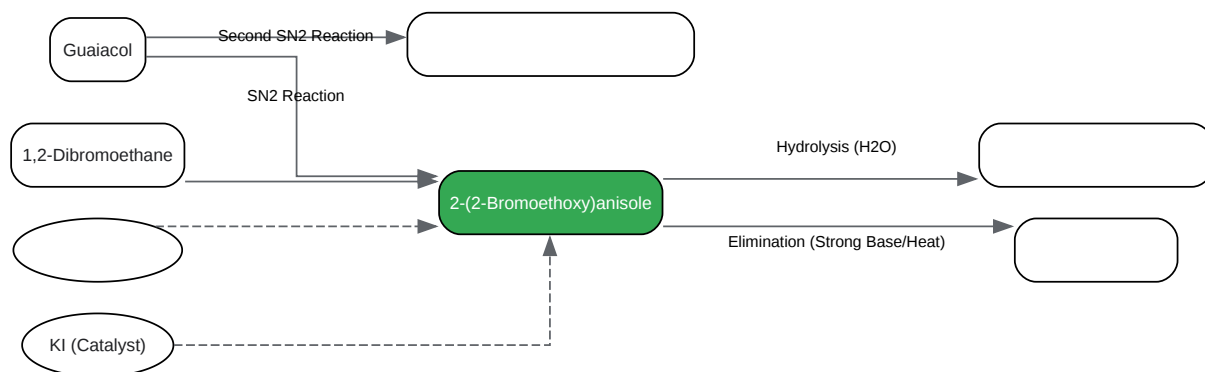 Guaiacol
Second SN2 Reaction
SN2 Reaction
1,2-Dibromoethane
Hydrolysis (H2O)
2-(2-Bromoethoxy)anisole
Elimination (Strong Base/Heat)
KI (Catalyst)